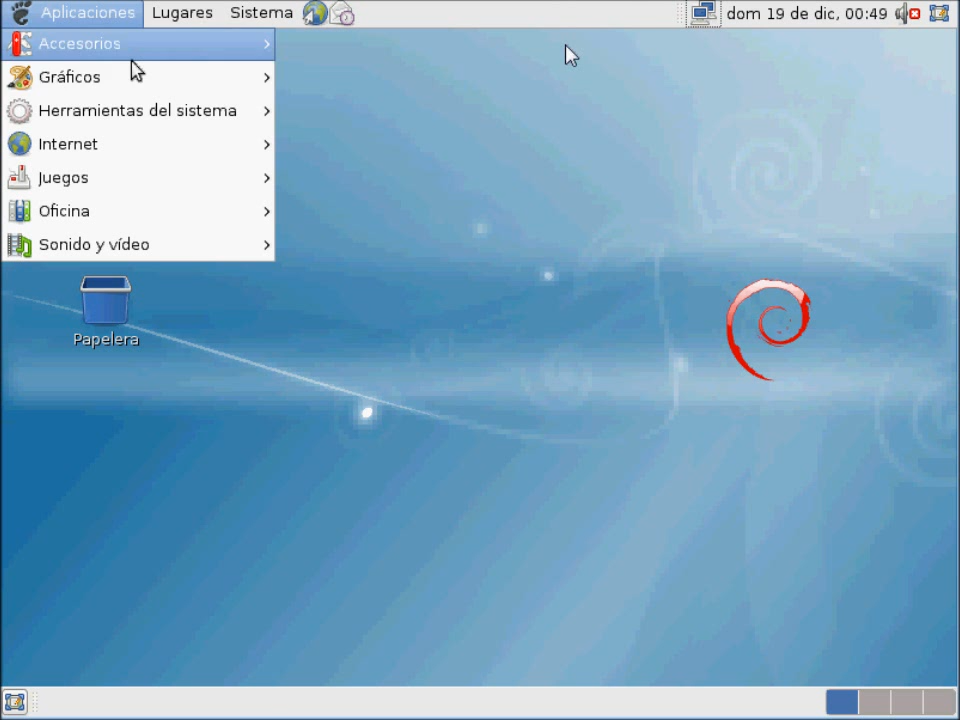 Aplicaciones Lugares Sistema dom 19 de dic, 00:49
Accesorios
Gráficos
Herramientas del sistema
Internet
Juegos
Oficina
Sonido y vídeo
Papelera